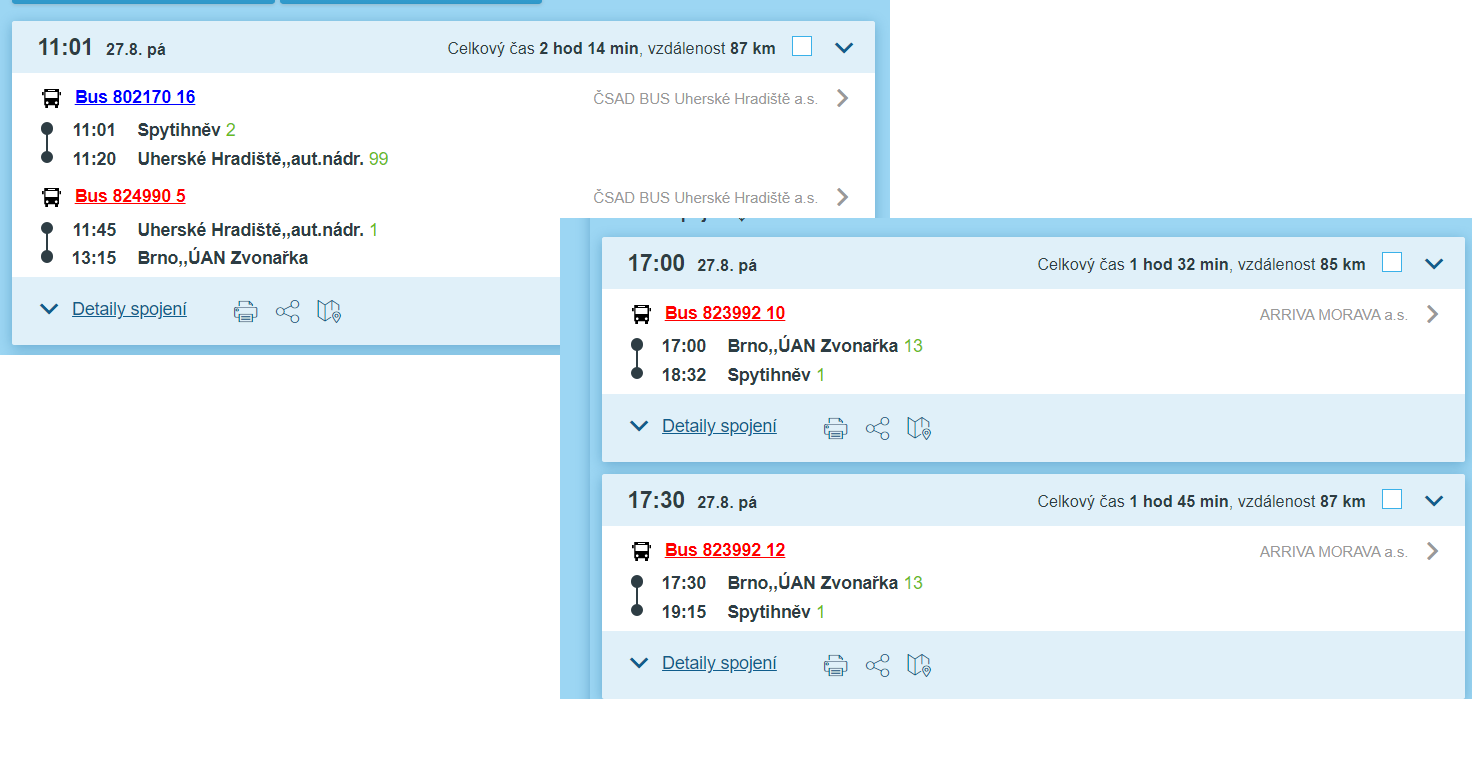 11:01 27.8. pá Celkový čas 2 hod 14 min, vzdálenost 87 km
Bus 802170 16 ČSAD BUS Uherské Hradiště a.s.
11:01 Spytihněv 2
11:20 Uherské Hradiště,,aut.nádr. 99
Bus 824990 5 ČSAD BUS Uherské Hradiště a.s.
11:45 Uherské Hradiště,,aut.nádr. 1
13:15 Brno,,ÚAN Zvonařka
Detaily spojení
17:00 27.8. pá Celkový čas 1 hod 32 min, vzdálenost 85 km
Bus 823992 10 ARRIVA MORAVA a.s.
17:00 Brno,,ÚAN Zvonařka 13
18:32 Spytihněv 1
Detaily spojení
17:30 27.8. pá Celkový čas 1 hod 45 min, vzdálenost 87 km
Bus 823992 12 ARRIVA MORAVA a.s.
17:30 Brno,,ÚAN Zvonařka 13
19:15 Spytihněv 1
Detaily spojení